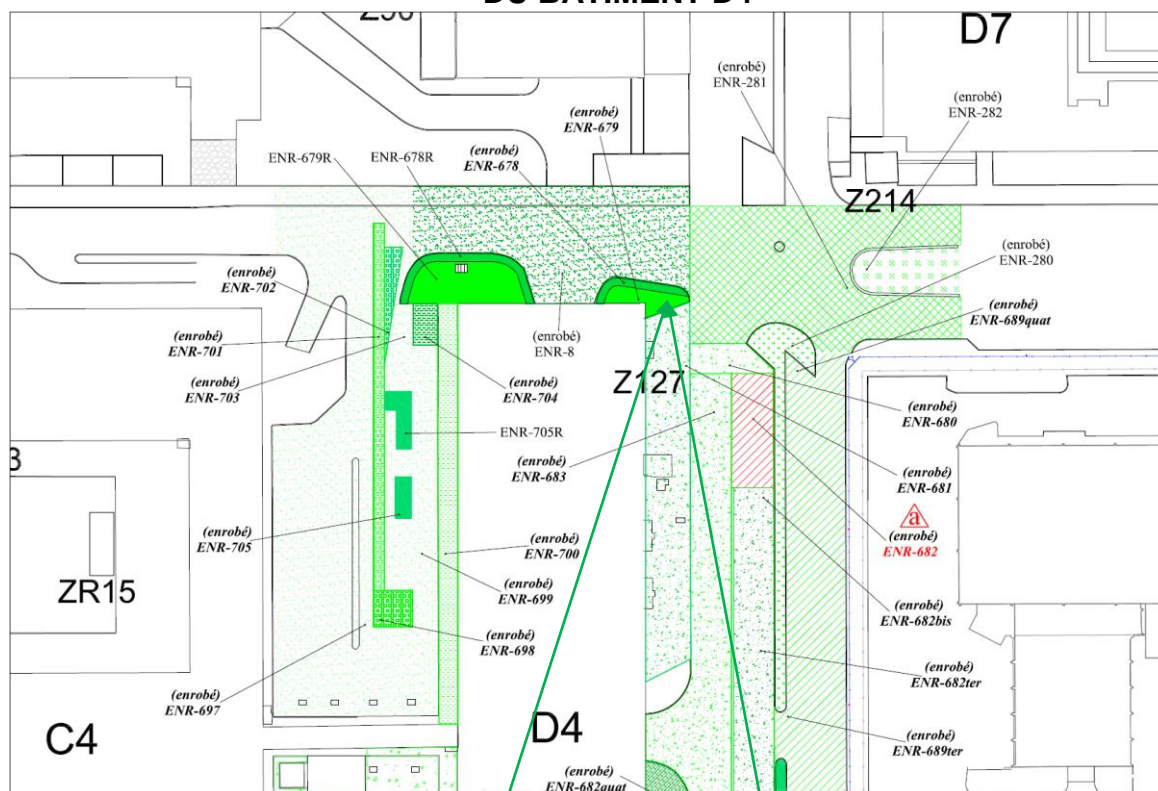 DU BATIMENT D4
Z90
D7
(enrobé)
ENR-281
(enrobé)
ENR-282
(enrobé)
ENR-679
ENR-679R
ENR-678R
(enrobé)
ENR-678
Z214
(enrobé)
ENR-280
(enrobé)
ENR-702
(enrobé)
ENR-689quat
(enrobé)
ENR-701
(enrobé)
ENR-8
(enrobé)
ENR-703
(enrobé)
ENR-704
Z127
(enrobé)
ENR-680
ENR-705R
(enrobé)
ENR-683
(enrobé)
ENR-681
a
(enrobé)
ENR-682
(enrobé)
ENR-705
(enrobé)
ENR-700
ZR15
(enrobé)
ENR-699
(enrobé)
ENR-682bis
(enrobé)
ENR-698
(enrobé)
ENR-682ter
(enrobé)
ENR-697
C4
D4
(enrobé)
ENR-689ter
(enrobé)
ENR-682quat